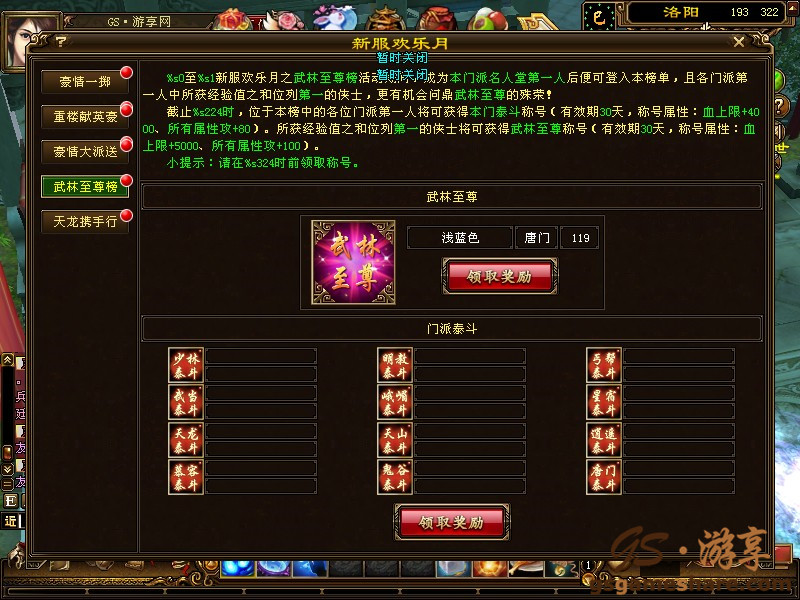 GS·游享网
洛阳 193 322
?
新服欢乐月
暂时关闭
暂时关闭
豪情一掷
重楼献英豪
豪情大派送
武林至尊榜
天龙携手行
%s0至%s1新服欢乐月之武林至尊榜活动 成为本门派名人堂第一人后便可登入本榜单，且各门派第
一人中所获经验值之和位列第一的侠士，更有机会问鼎武林至尊的殊荣！
截止%s224时，位于本榜中的各位门派第一人将可获得本门泰斗称号（有效期30天，称号属性：血上限+40
00、所有属性攻+80）。所获经验值之和位列第一的侠士将可获得武林至尊称号（有效期30天，称号属性：血
上限+5000、所有属性攻+100）。
小提示：请在%s324时前领取称号。
武林至尊
武林至尊
浅蓝色 唐门 119
领取奖励
门派泰斗
少林泰斗 明教泰斗 丐帮泰斗
武当泰斗 峨嵋泰斗 星宿泰斗
天龙泰斗 天山泰斗 逍遥泰斗
慕容泰斗 鬼谷泰斗 唐门泰斗
领取奖励
兵
友
友
E
近
1
GS·游享